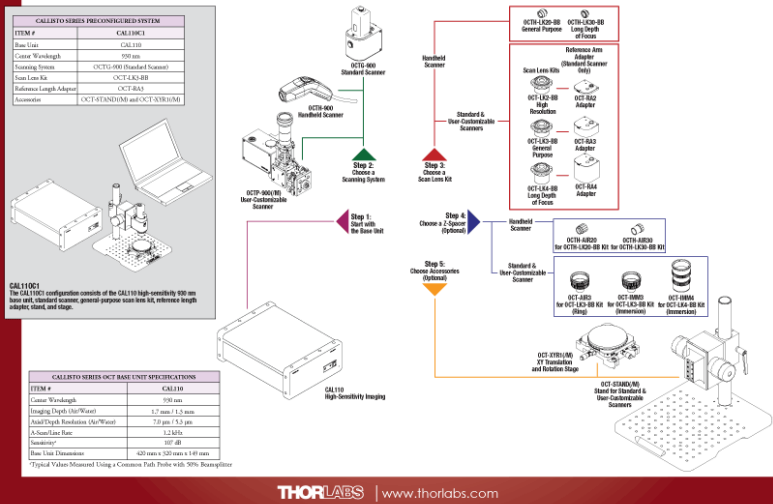 CALLISTO SERIES PRECONFIGURED SYSTEM
ITEM # CAL110C1
Base Unit CAL110
Center Wavelength 930 nm
Scanning System OCTG-900 (Standard Scanner)
Scan Lens Kit OCT-LK3-BB
Reference Length Adapter OCT-RA3
Accessories OCT-STAND(/M) and OCT-XYR1(/M)
CAL110C1
The CAL110C1 configuration consists of the CAL110 high-sensitivity 930 nm
base unit, standard scanner, general-purpose scan lens kit, reference length
adapter, stand, and stage.
CALLISTO SERIES OCT BASE UNIT SPECIFICATIONS
ITEM # CAL110
Center Wavelength 930 nm
Imaging Depth (Air/Water) 1.7 mm / 1.3 mm
Axial/Depth Resolution (Air/Water) 7.0 µm / 5.3 µm
A-Scan/Line Rate 1.2 kHz
Sensitivity 107 dB
Base Unit Dimensions 420 mm x 320 mm x 149 mm
Typical Values Measured Using a Common Path Probe with 50% Beamsplitter
OCTG-900
Standard Scanner
OCTH-900
Handheld Scanner
OCTP-900(/M)
User-Customizable
Scanner
Step 2:
Choose a
Scanning System
Step 1:
Start with
the Base Unit
CAL110
High-Sensitivity Imaging
Handheld
Scanner
OCTH-LK20-BB
General Purpose
OCTH-LK30-BB
Long Depth
of Focus
Standard &
User-Customizable
Scanners
Scan Lens Kits
Reference Arm
Adapter
(Standard Scanner
Only)
OCT-LK2-BB
High
Resolution
OCT-RA2
Adapter
OCT-LK3-BB
General
Purpose
OCT-RA3
Adapter
OCT-LK4-BB
Long Depth
of Focus
OCT-RA4
Adapter
Step 3:
Choose a
Scan Lens Kit
Step 4:
Choose a Z-Spacer
(Optional)
Handheld
Scanner
OCTH-AIR20
for OCTH-LK20-BB Kit
OCTH-AIR30
for OCTH-LK30-BB Kit
Standard &
User-Customizable
Scanner
OCT-AIR3
for OCT-LK3-BB Kit
(Ring)
OCT-IMM3
for OCT-LK3-BB Kit
(Immersion)
OCT-IMM4
for OCT-LK4-BB Kit
(Immersion)
Step 5:
Choose Accessories
(Optional)
OCT-XYR1(/M)
XY Translation
and Rotation Stage
OCT-STAND(/M)
Stand for Standard &
User-Customizable
Scanners
THORLABS | www.thorlabs.com